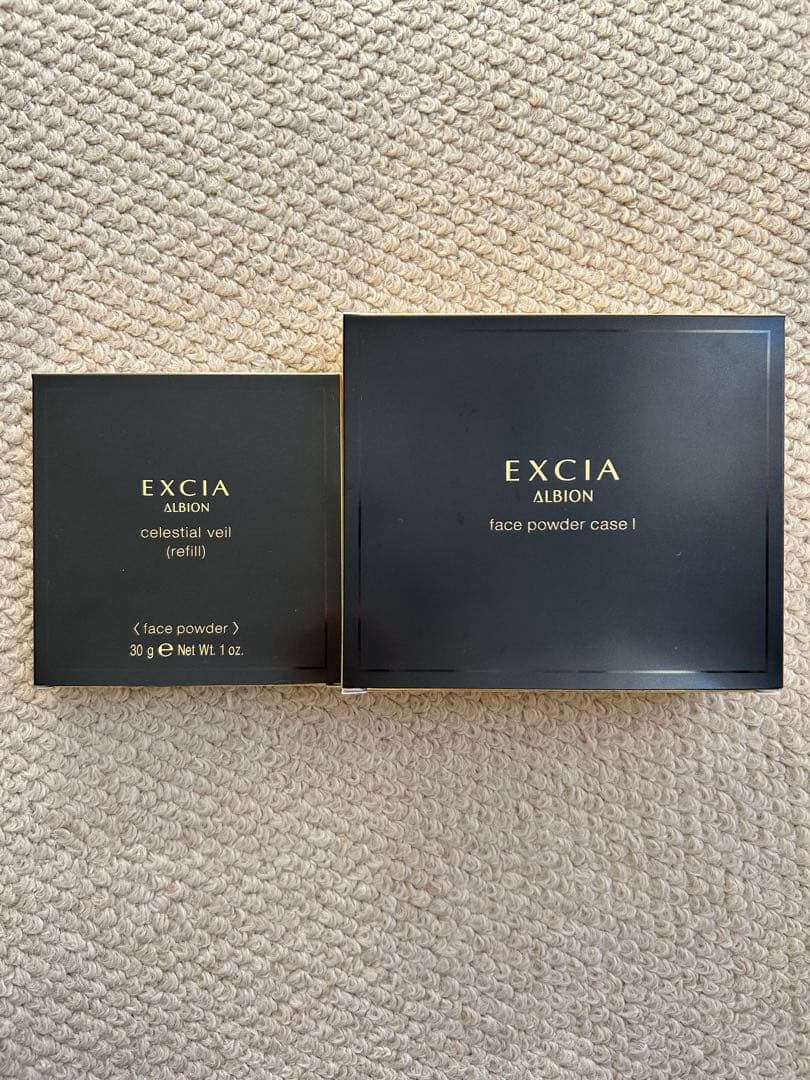 EXCIA
ALBION
celestial veil
(refill)
〈 face powder 〉
30 g ℮ Net Wt. 1 oz.
EXCIA
ALBION
face powder case I